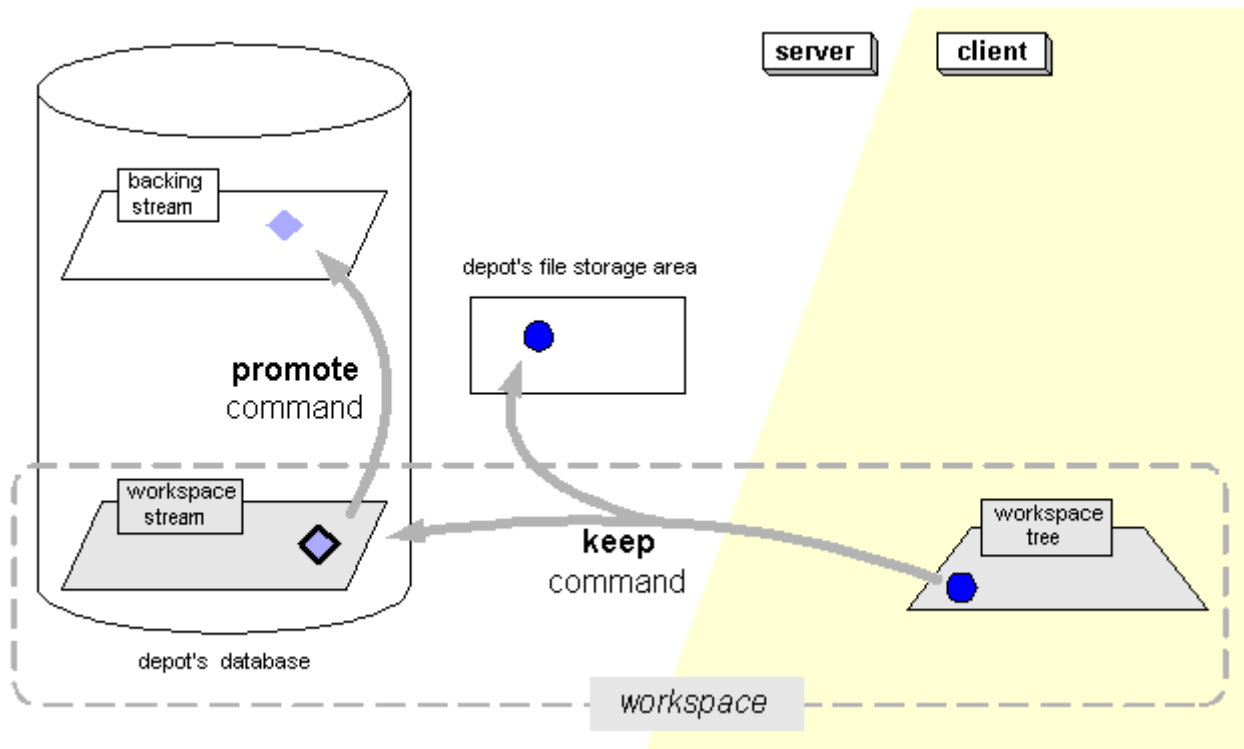 server
client
backing
stream
depot's file storage area
promote
command
workspace
stream
keep
command
workspace
tree
depot's database
workspace